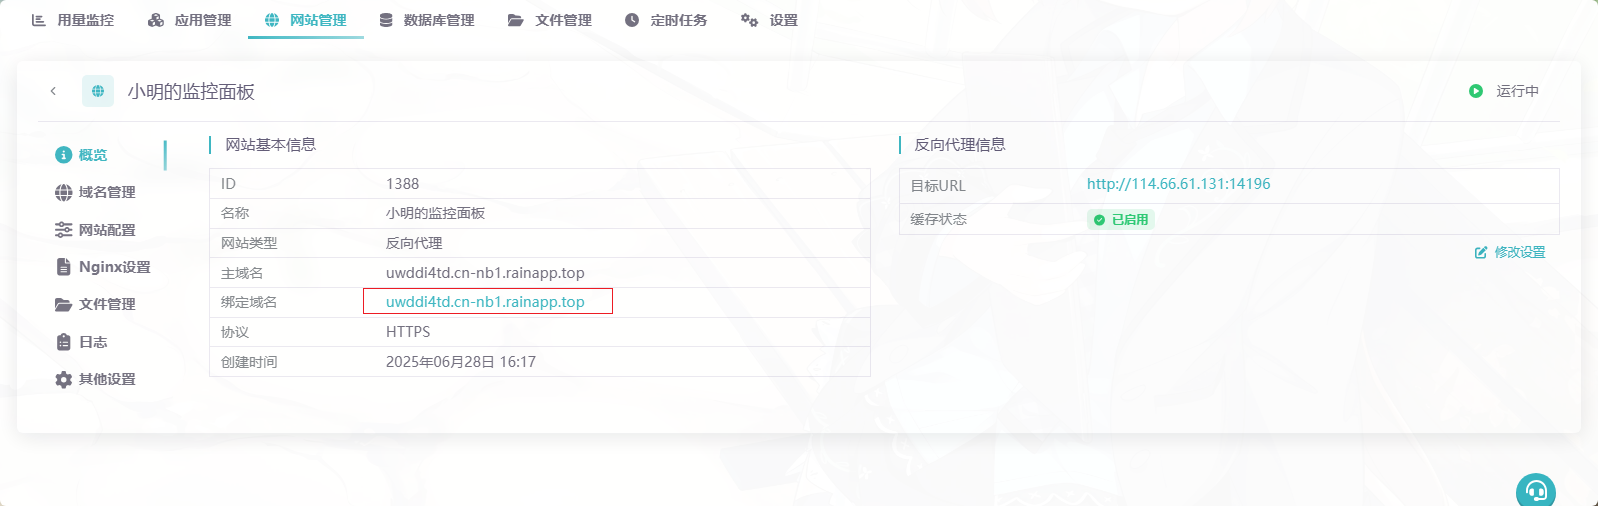 用量监控 应用管理 网站管理 数据库管理 文件管理 定时任务 设置
小明的监控面板 运行中
概览
域名管理
网站配置
Nginx设置
文件管理
日志
其他设置
网站基本信息
ID 1388
名称 小明的监控面板
网站类型 反向代理
主域名 uwddi4td.cn-nb1.rainapp.top
绑定域名 uwddi4td.cn-nb1.rainapp.top
协议 HTTPS
创建时间 2025年06月28日 16:17
反向代理信息
目标URL http://114.66.61.131:14196
缓存状态 已启用
修改设置